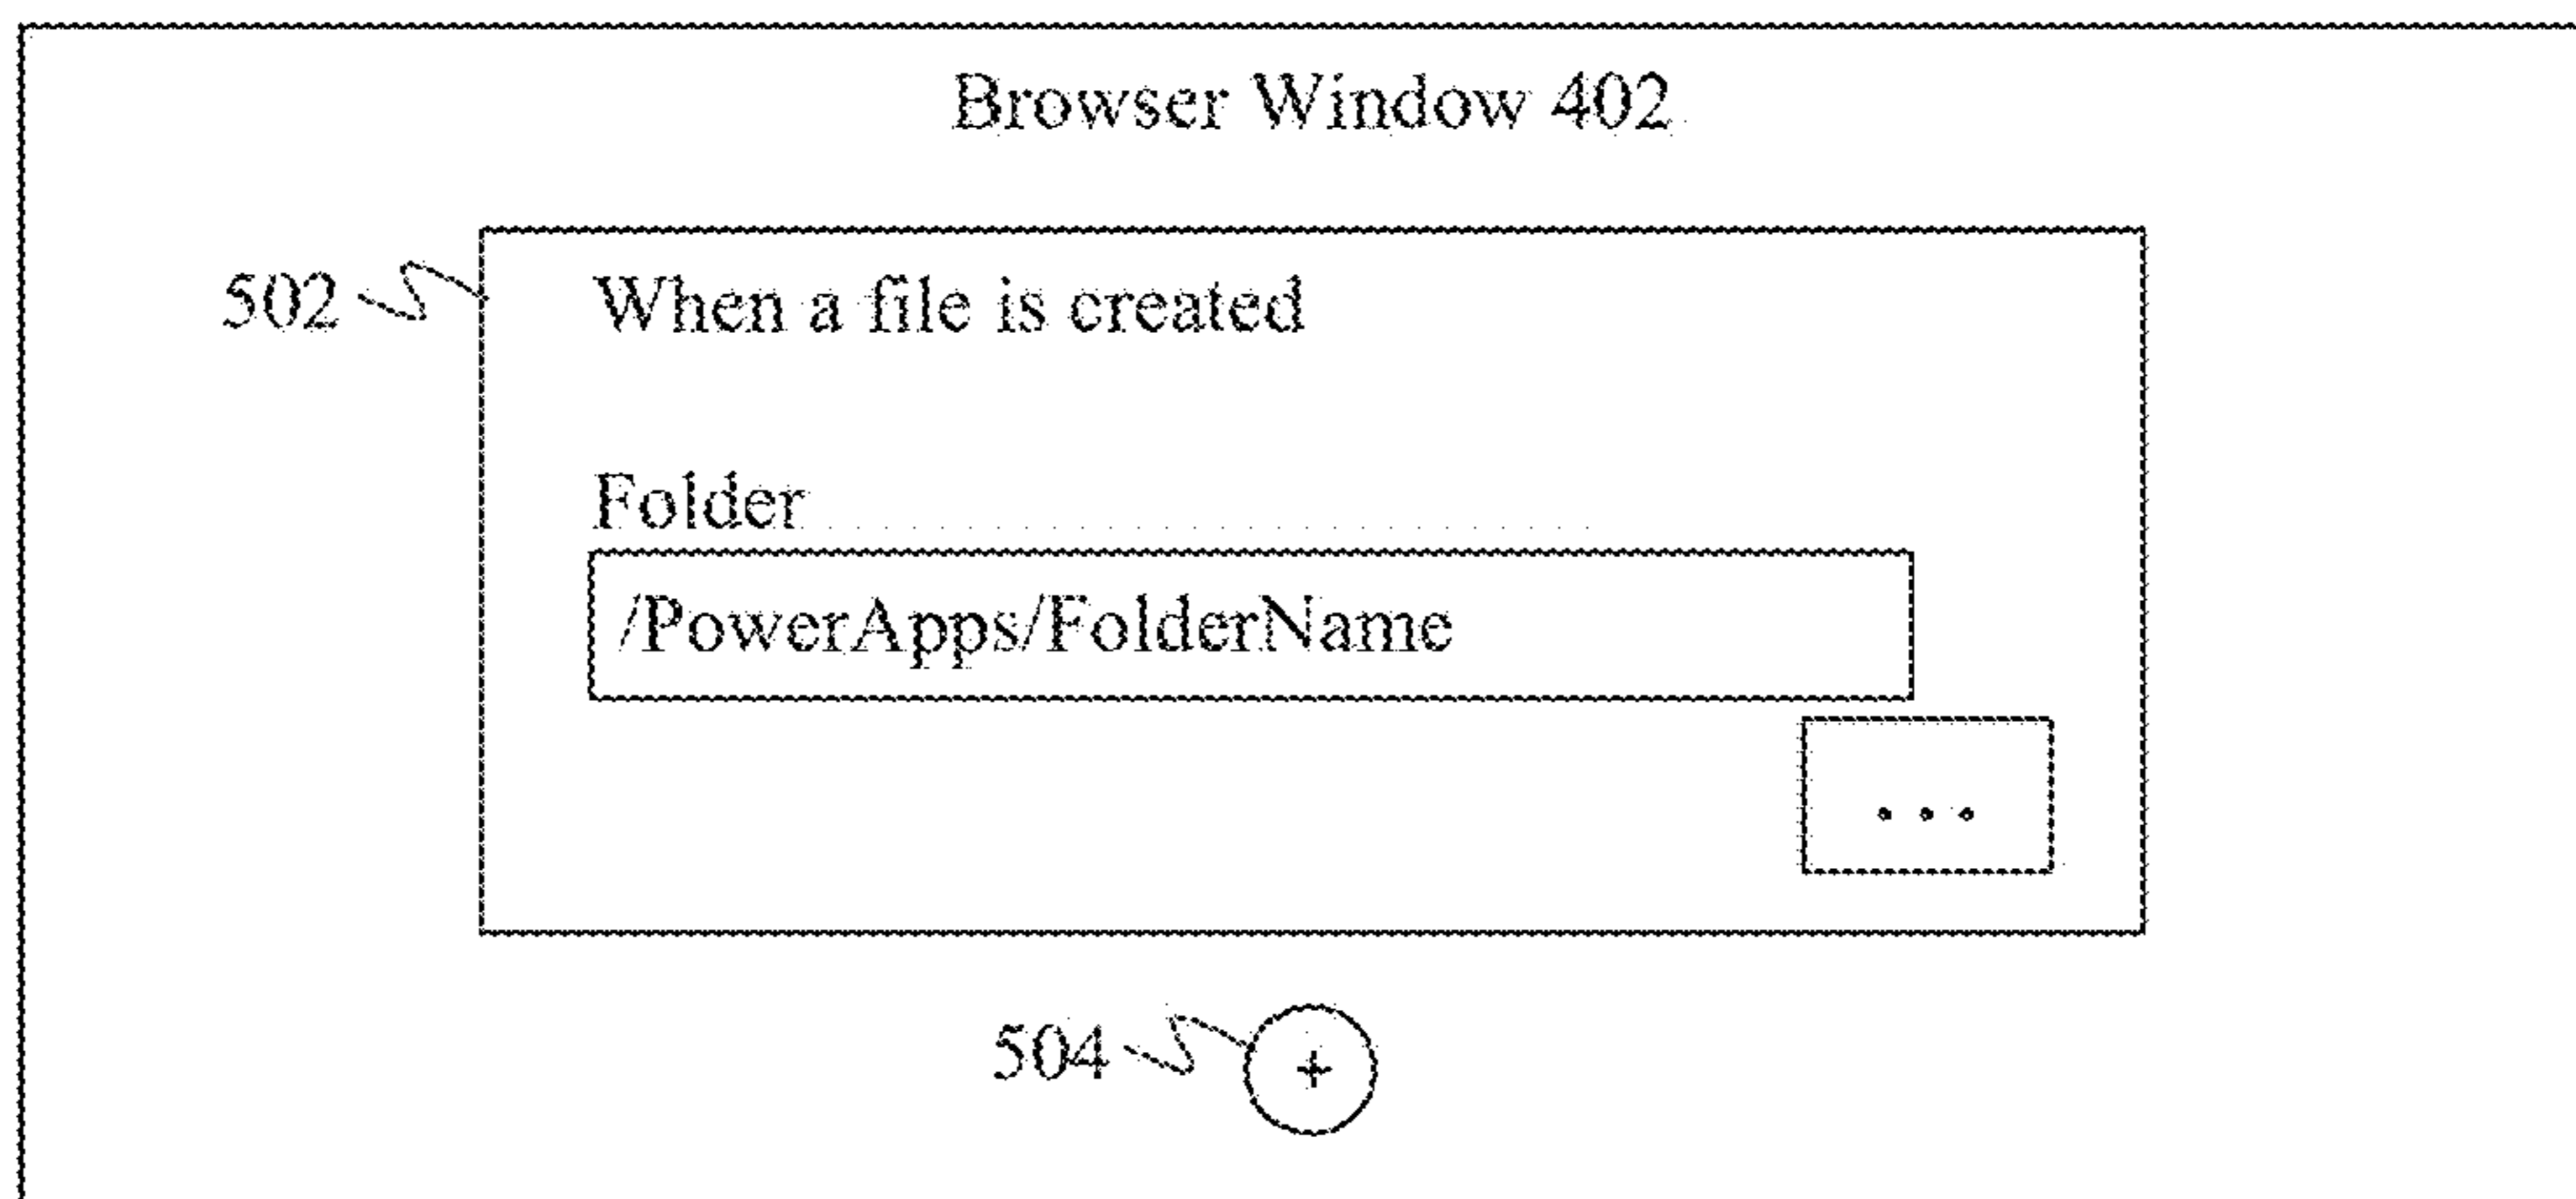 Browser Window 402
502
When a file is created
Folder
/PowerApps/FolderName
...
504
+